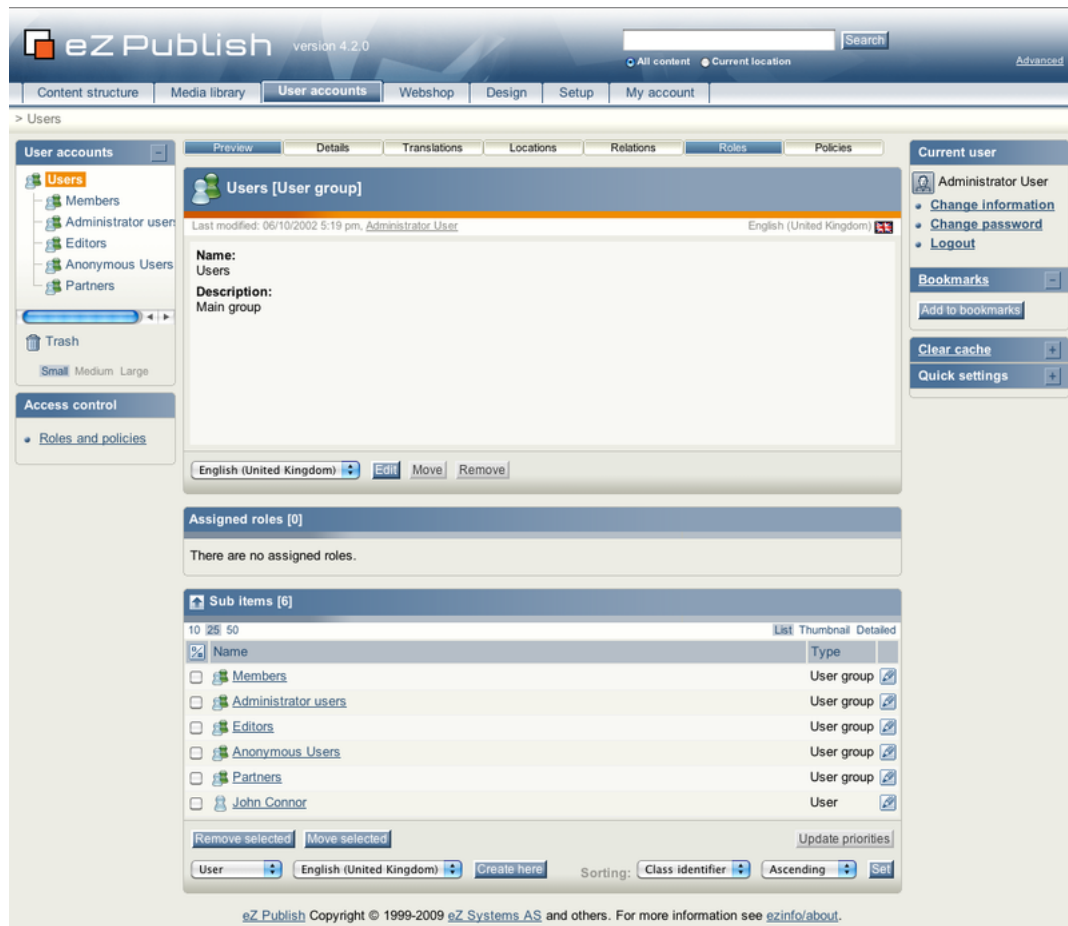 eZ Publish version 4.2.0
Search
All content Current location
Advanced
Content structure Media library User accounts Webshop Design Setup My account
> Users
User accounts
Users
Members
Administrator users
Editors
Anonymous Users
Partners
Trash
Small Medium Large
Access control
Roles and policies
Preview Details Translations Locations Relations Roles Policies
Users [User group]
Last modified: 06/10/2002 5:19 pm, Administrator User English (United Kingdom)
Name:
Users
Description:
Main group
English (United Kingdom) Edit Move Remove
Assigned roles [0]
There are no assigned roles.
Sub items [6]
10 25 50 List Thumbnail Detailed
Name Type
Members User group
Administrator users User group
Editors User group
Anonymous Users User group
Partners User group
John Connor User
Remove selected Move selected Update priorities
User English (United Kingdom) Create here Sorting: Class identifier Ascending Set
Current user
Administrator User
Change information
Change password
Logout
Bookmarks
Add to bookmarks
Clear cache
Quick settings
eZ Publish Copyright © 1999-2009 eZ Systems AS and others. For more information see ezinfo/about.